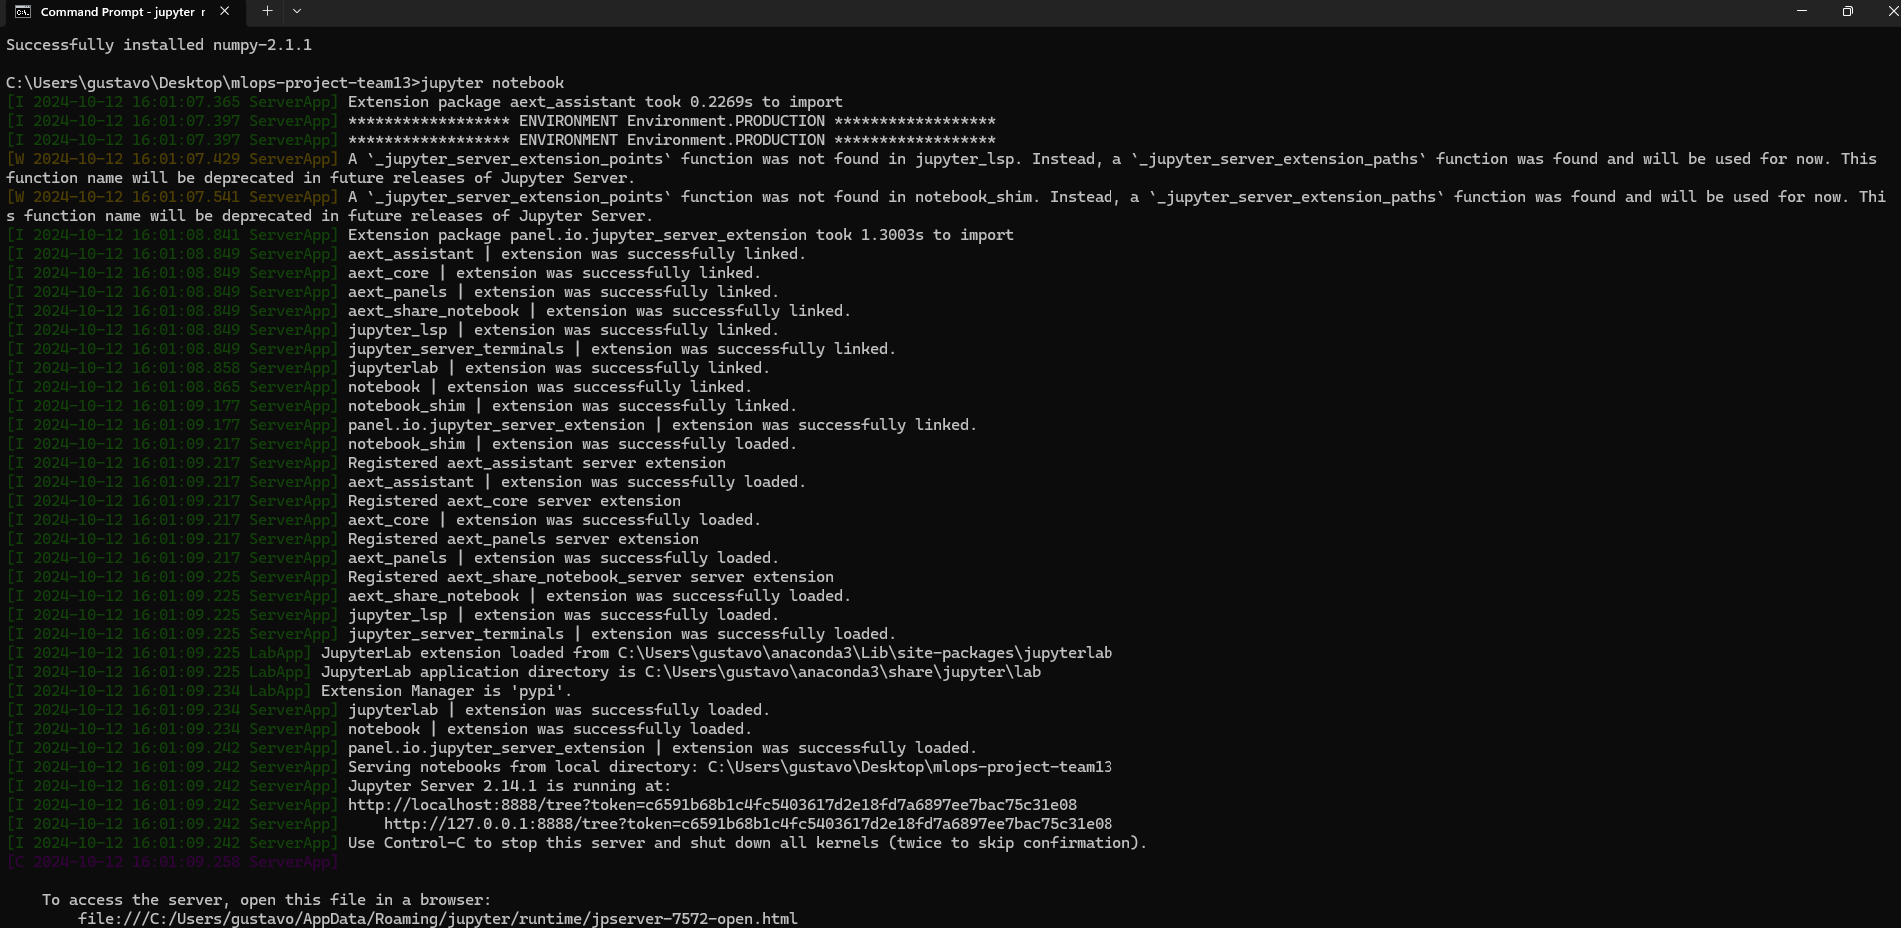 Command Prompt - jupyter r
Successfully installed numpy-2.1.1
C:\Users\gustavo\Desktop\mlops-project-team13>jupyter notebook
[I 2024-10-12 16:01:07.365 ServerApp] Extension package aext_assistant took 0.2269s to import
[I 2024-10-12 16:01:07.397 ServerApp] ****************** ENVIRONMENT Environment.PRODUCTION ******************
[I 2024-10-12 16:01:07.397 ServerApp] ****************** ENVIRONMENT Environment.PRODUCTION ******************
[W 2024-10-12 16:01:07.429 ServerApp] A `_jupyter_server_extension_points` function was not found in jupyter_lsp. Instead, a `_jupyter_server_extension_paths` function was found and will be used for now. This
function name will be deprecated in future releases of Jupyter Server.
[W 2024-10-12 16:01:07.541 ServerApp] A `_jupyter_server_extension_points` function was not found in notebook_shim. Instead, a `_jupyter_server_extension_paths` function was found and will be used for now. Thi
s function name will be deprecated in future releases of Jupyter Server.
[I 2024-10-12 16:01:08.841 ServerApp] Extension package panel.io.jupyter_server_extension took 1.3003s to import
[I 2024-10-12 16:01:08.849 ServerApp] aext_assistant | extension was successfully linked.
[I 2024-10-12 16:01:08.849 ServerApp] aext_core | extension was successfully linked.
[I 2024-10-12 16:01:08.849 ServerApp] aext_panels | extension was successfully linked.
[I 2024-10-12 16:01:08.849 ServerApp] aext_share_notebook | extension was successfully linked.
[I 2024-10-12 16:01:08.849 ServerApp] jupyter_lsp | extension was successfully linked.
[I 2024-10-12 16:01:08.849 ServerApp] jupyter_server_terminals | extension was successfully linked.
[I 2024-10-12 16:01:08.858 ServerApp] jupyterlab | extension was successfully linked.
[I 2024-10-12 16:01:08.865 ServerApp] notebook | extension was successfully linked.
[I 2024-10-12 16:01:09.177 ServerApp] notebook_shim | extension was successfully linked.
[I 2024-10-12 16:01:09.177 ServerApp] panel.io.jupyter_server_extension | extension was successfully linked.
[I 2024-10-12 16:01:09.217 ServerApp] notebook_shim | extension was successfully loaded.
[I 2024-10-12 16:01:09.217 ServerApp] Registered aext_assistant server extension
[I 2024-10-12 16:01:09.217 ServerApp] aext_assistant | extension was successfully loaded.
[I 2024-10-12 16:01:09.217 ServerApp] Registered aext_core server extension
[I 2024-10-12 16:01:09.217 ServerApp] aext_core | extension was successfully loaded.
[I 2024-10-12 16:01:09.217 ServerApp] Registered aext_panels server extension
[I 2024-10-12 16:01:09.217 ServerApp] aext_panels | extension was successfully loaded.
[I 2024-10-12 16:01:09.225 ServerApp] Registered aext_share_notebook_server server extension
[I 2024-10-12 16:01:09.225 ServerApp] aext_share_notebook | extension was successfully loaded.
[I 2024-10-12 16:01:09.225 ServerApp] jupyter_lsp | extension was successfully loaded.
[I 2024-10-12 16:01:09.225 ServerApp] jupyter_server_terminals | extension was successfully loaded.
[I 2024-10-12 16:01:09.225 LabApp] JupyterLab extension loaded from C:\Users\gustavo\anaconda3\Lib\site-packages\jupyterlab
[I 2024-10-12 16:01:09.225 LabApp] JupyterLab application directory is C:\Users\gustavo\anaconda3\share\jupyter\lab
[I 2024-10-12 16:01:09.234 LabApp] Extension Manager is 'pypi'.
[I 2024-10-12 16:01:09.234 ServerApp] jupyterlab | extension was successfully loaded.
[I 2024-10-12 16:01:09.234 ServerApp] notebook | extension was successfully loaded.
[I 2024-10-12 16:01:09.242 ServerApp] panel.io.jupyter_server_extension | extension was successfully loaded.
[I 2024-10-12 16:01:09.242 ServerApp] Serving notebooks from local directory: C:\Users\gustavo\Desktop\mlops-project-team13
[I 2024-10-12 16:01:09.242 ServerApp] Jupyter Server 2.14.1 is running at:
[I 2024-10-12 16:01:09.242 ServerApp] http://localhost:8888/tree?token=c6591b68b1c4fc5403617d2e18fd7a6897ee7bac75c31e08
[I 2024-10-12 16:01:09.242 ServerApp]     http://127.0.0.1:8888/tree?token=c6591b68b1c4fc5403617d2e18fd7a6897ee7bac75c31e08
[I 2024-10-12 16:01:09.242 ServerApp] Use Control-C to stop this server and shut down all kernels (twice to skip confirmation).
[C 2024-10-12 16:01:09.258 ServerApp]
To access the server, open this file in a browser:
file:///C:/Users/gustavo/AppData/Roaming/jupyter/runtime/jpserver-7572-open.html